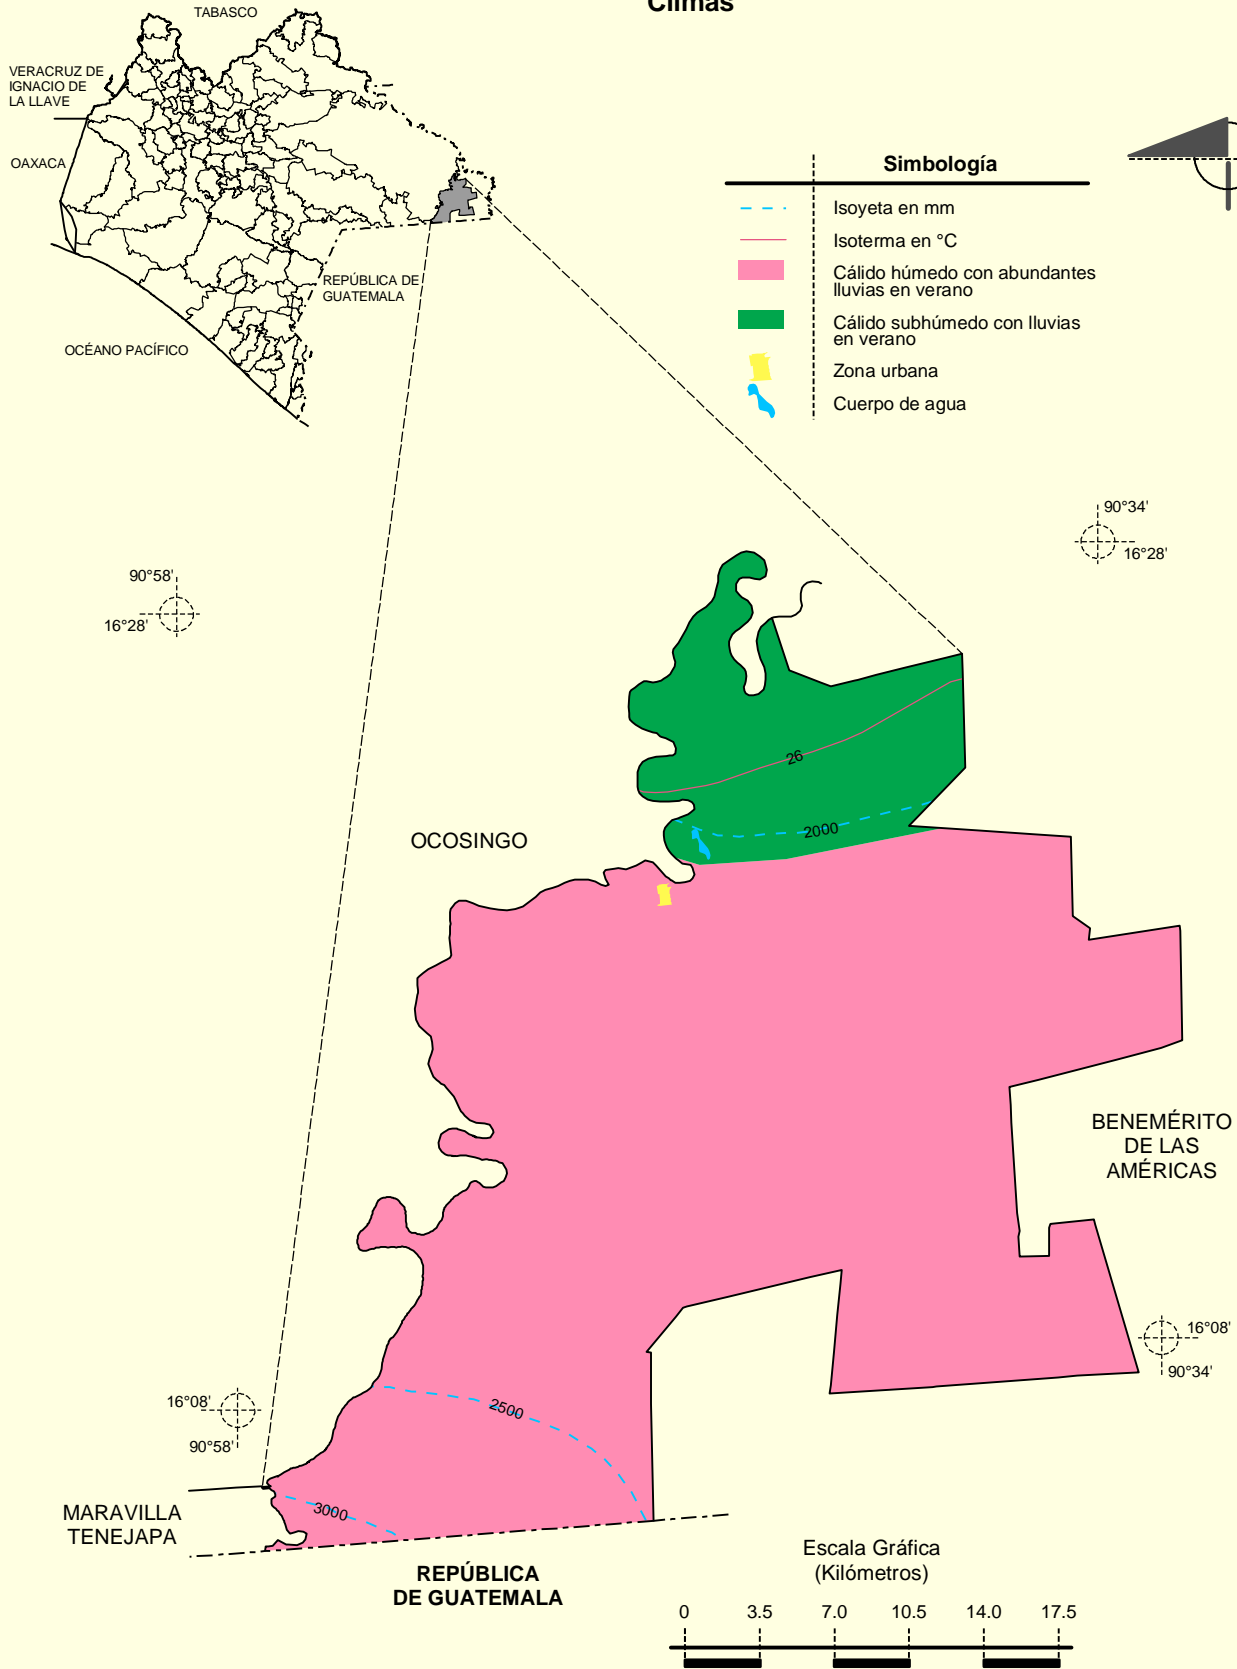 Climas
TABASCO
VERACRUZ DE
IGNACIO DE
LA LLAVE
OAXACA
REPÚBLICA DE
GUATEMALA
OCÉANO PACÍFICO
Simbología
Isoyeta en mm
Isoterma en °C
Cálido húmedo con abundantes
lluvias en verano
Cálido subhúmedo con lluvias
en verano
Zona urbana
Cuerpo de agua
90°34'
16°28'
90°58'
16°28'
26
2000
OCOSINGO
BENEMÉRITO
DE LAS
AMÉRICAS
16°08'
90°34'
16°08'
90°58'
2500
3000
MARAVILLA
TENEJAPA
REPÚBLICA
DE GUATEMALA
Escala Gráfica
(Kilómetros)
0 3.5 7.0 10.5 14.0 17.5